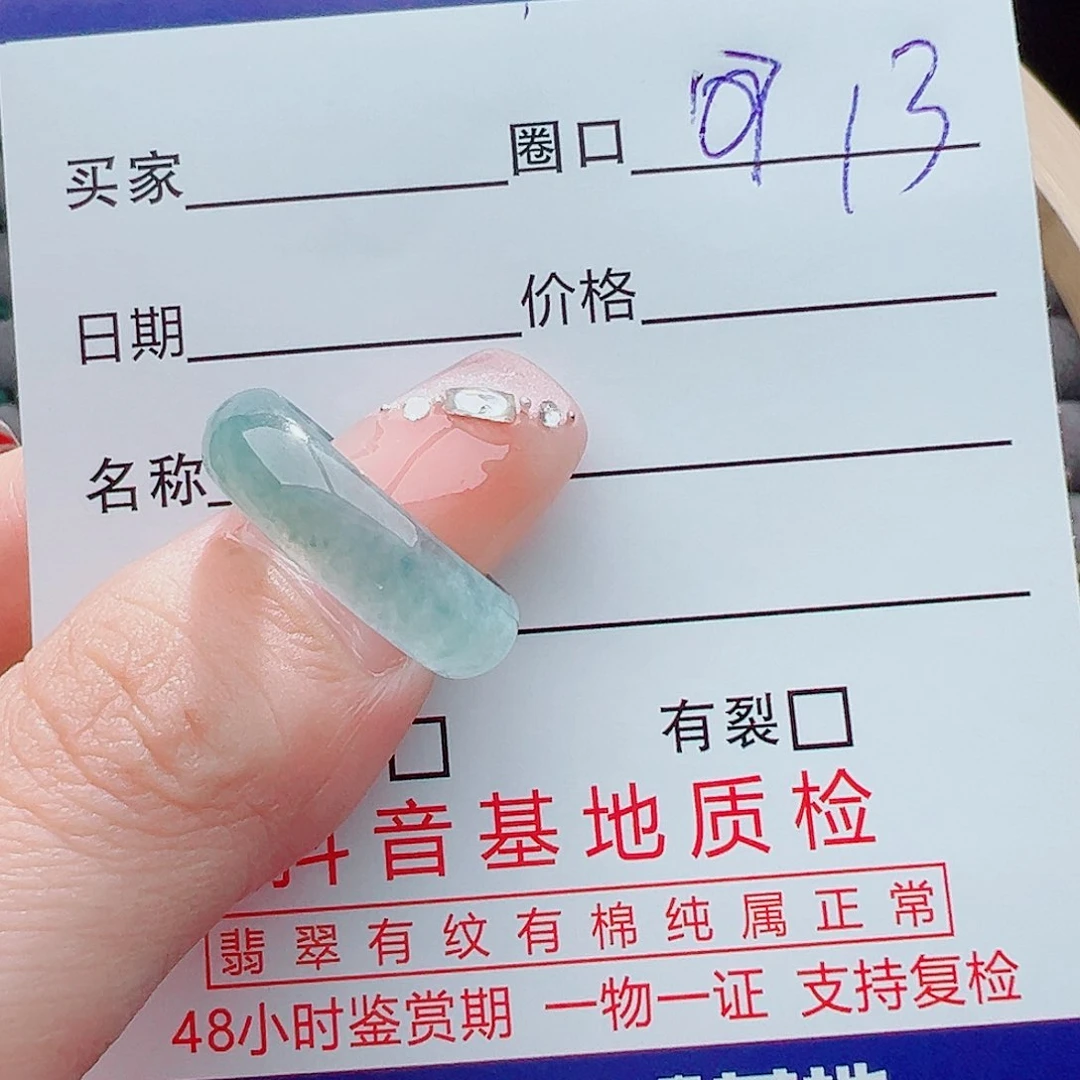 买家 圈口 913
日期 价格
名称
有裂
抖音基地质检
翡翠有纹有棉纯属正常
48小时鉴赏期 一物一证 支持复检